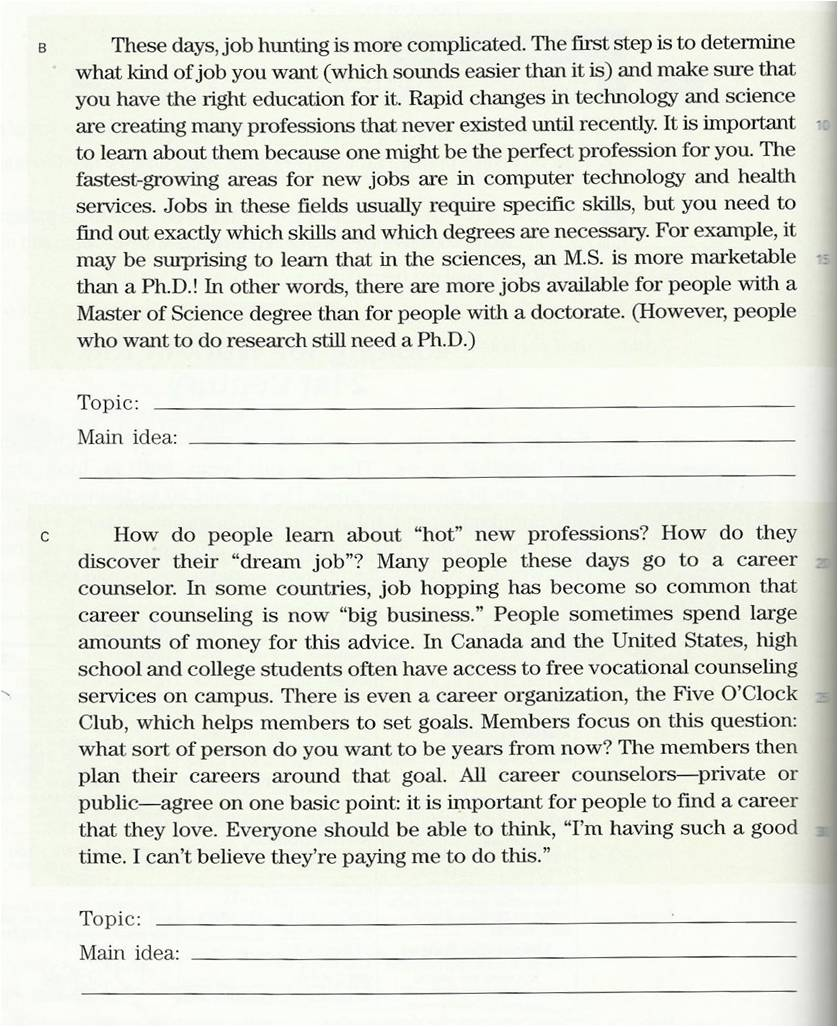 B These days, job hunting is more complicated. The first step is to determine
what kind of job you want (which sounds easier than it is) and make sure that
you have the right education for it. Rapid changes in technology and science
are creating many professions that never existed until recently. It is important 10
to learn about them because one might be the perfect profession for you. The
fastest-growing areas for new jobs are in computer technology and health
services. Jobs in these fields usually require specific skills, but you need to
find out exactly which skills and which degrees are necessary. For example, it
may be surprising to learn that in the sciences, an M.S. is more marketable 15
than a Ph.D.! In other words, there are more jobs available for people with a
Master of Science degree than for people with a doctorate. (However, people
who want to do research still need a Ph.D.)
Topic:
Main idea:
C How do people learn about “hot” new professions? How do they
discover their “dream job”? Many people these days go to a career 20
counselor. In some countries, job hopping has become so common that
career counseling is now “big business.” People sometimes spend large
amounts of money for this advice. In Canada and the United States, high
school and college students often have access to free vocational counseling
services on campus. There is even a career organization, the Five O’Clock 25
Club, which helps members to set goals. Members focus on this question:
what sort of person do you want to be years from now? The members then
plan their careers around that goal. All career counselors—private or
public—agree on one basic point: it is important for people to find a career
that they love. Everyone should be able to think, “I’m having such a good
time. I can’t believe they’re paying me to do this.”
Topic:
Main idea: